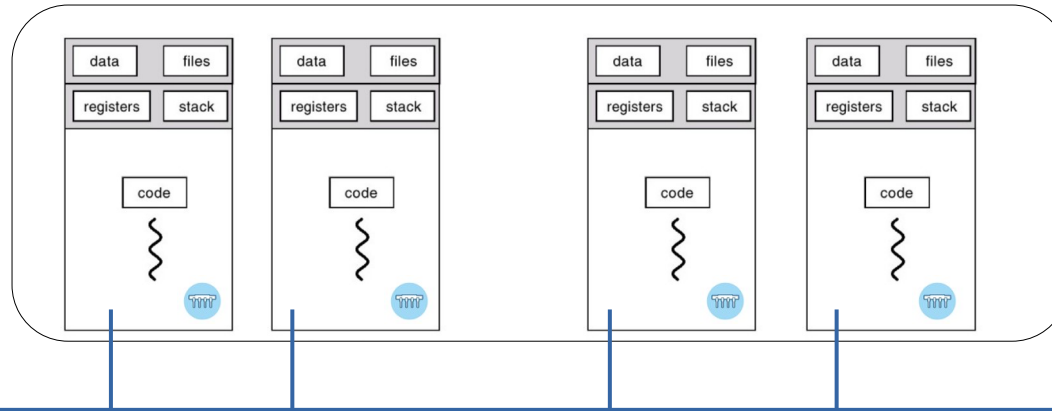 data files data files data files data files
registers stack registers stack registers stack registers stack
code code code code